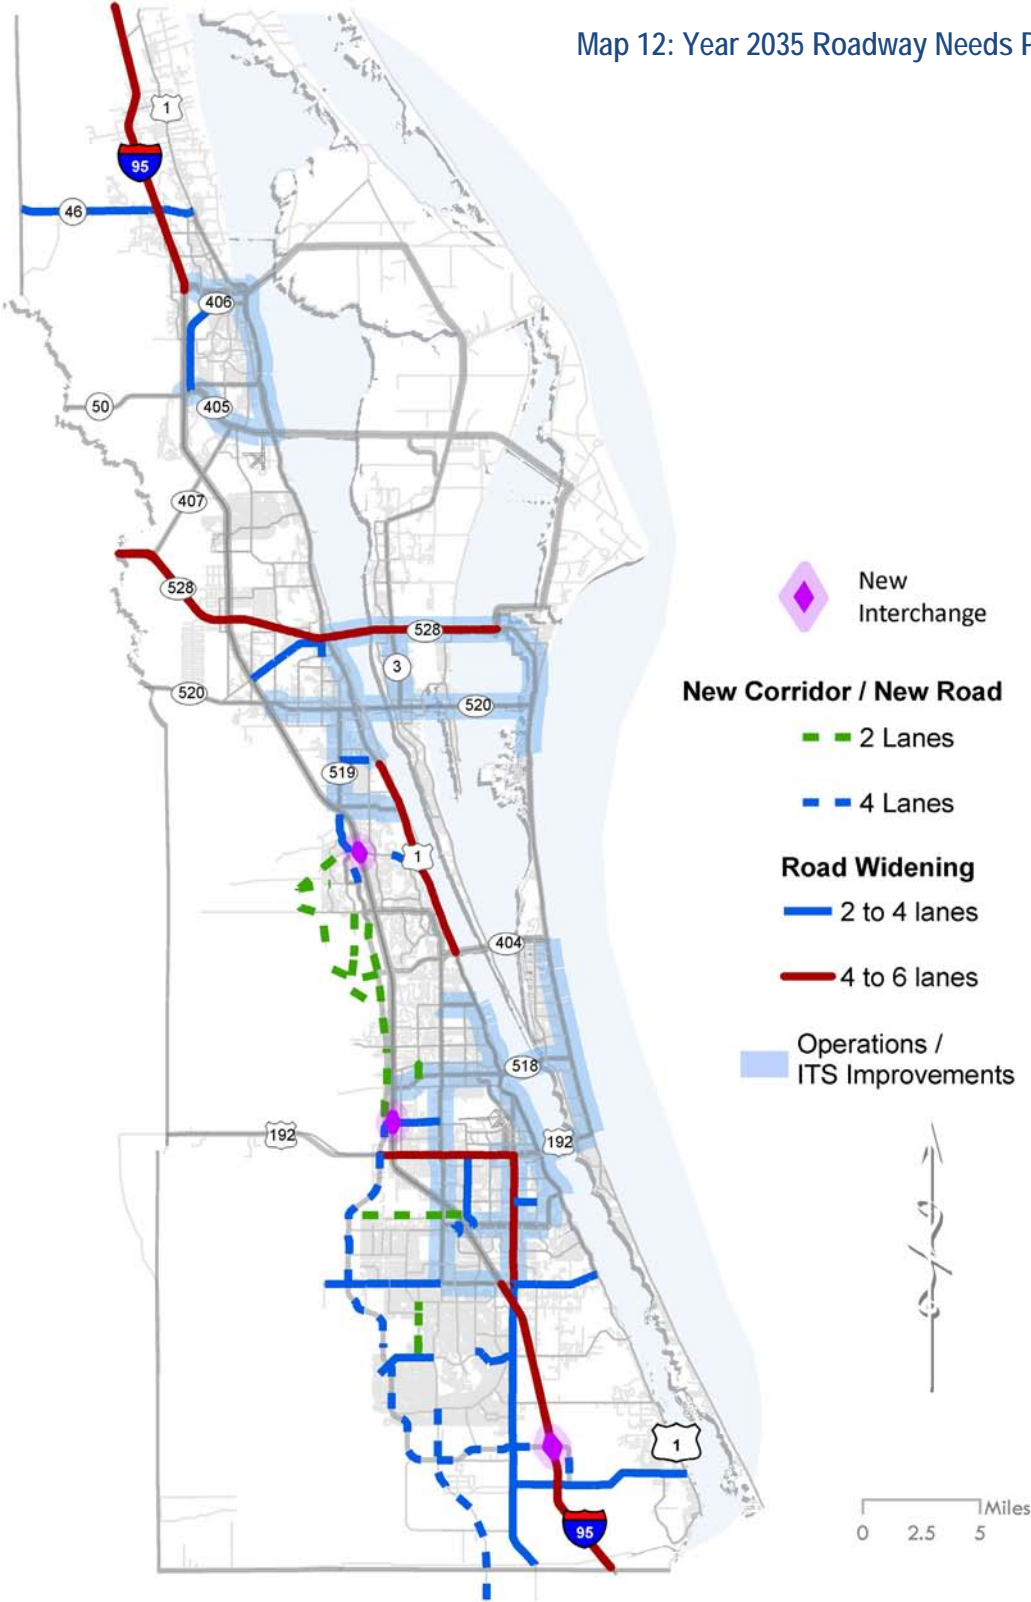 Map 12: Year 2035 Roadway Needs P
1
95
46
406
50
405
407
528
528
3
520
520
519
1
404
518
192
192
1
95
New
Interchange
New Corridor / New Road
2 Lanes
4 Lanes
Road Widening
2 to 4 lanes
4 to 6 lanes
Operations /
ITS Improvements
Miles
0 2.5 5